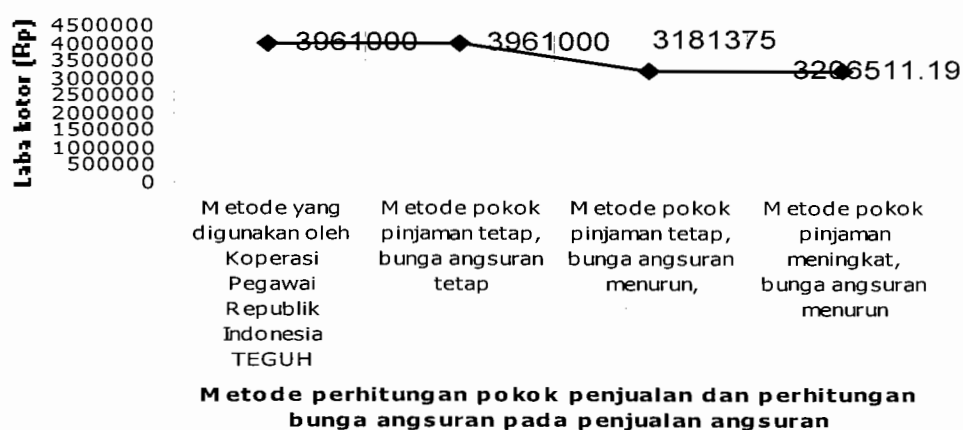 Laba kotor (Rp)
4500000
4000000
3500000
3000000
2500000
2000000
1500000
1000000
500000
0
3961000
3961000
3181375
3206511.19
Metode yang
digunakan oleh
Koperasi
Pegawai
Republik
Indonesia
TEGUH
Metode pokok
pinjaman tetap,
bunga angsuran
tetap
Metode pokok
pinjaman tetap,
bunga angsuran
menurun,
Metode pokok
pinjaman
meningkat,
bunga angsuran
menurun
Metode perhitungan pokok penjualan dan perhitungan
bunga angsuran pada penjualan angsuran